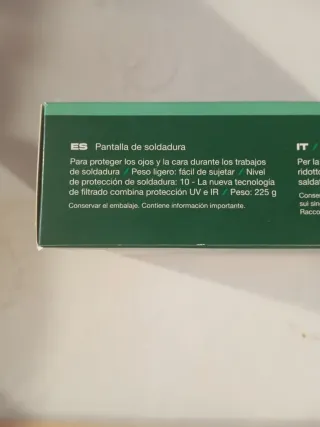 ES Pantalla de soldadura
Para proteger los ojos y la cara durante los trabajos
de soldadura / Peso ligero: fácil de sujetar / Nivel
de protección de soldadura: 10 - La nueva tecnología
de filtrado combina protección UV e IR / Peso: 225 g
Conservar el embalaje. Contiene información importante.
IT /
Per la
ridott
saldat
Conse
sui sin
Racco